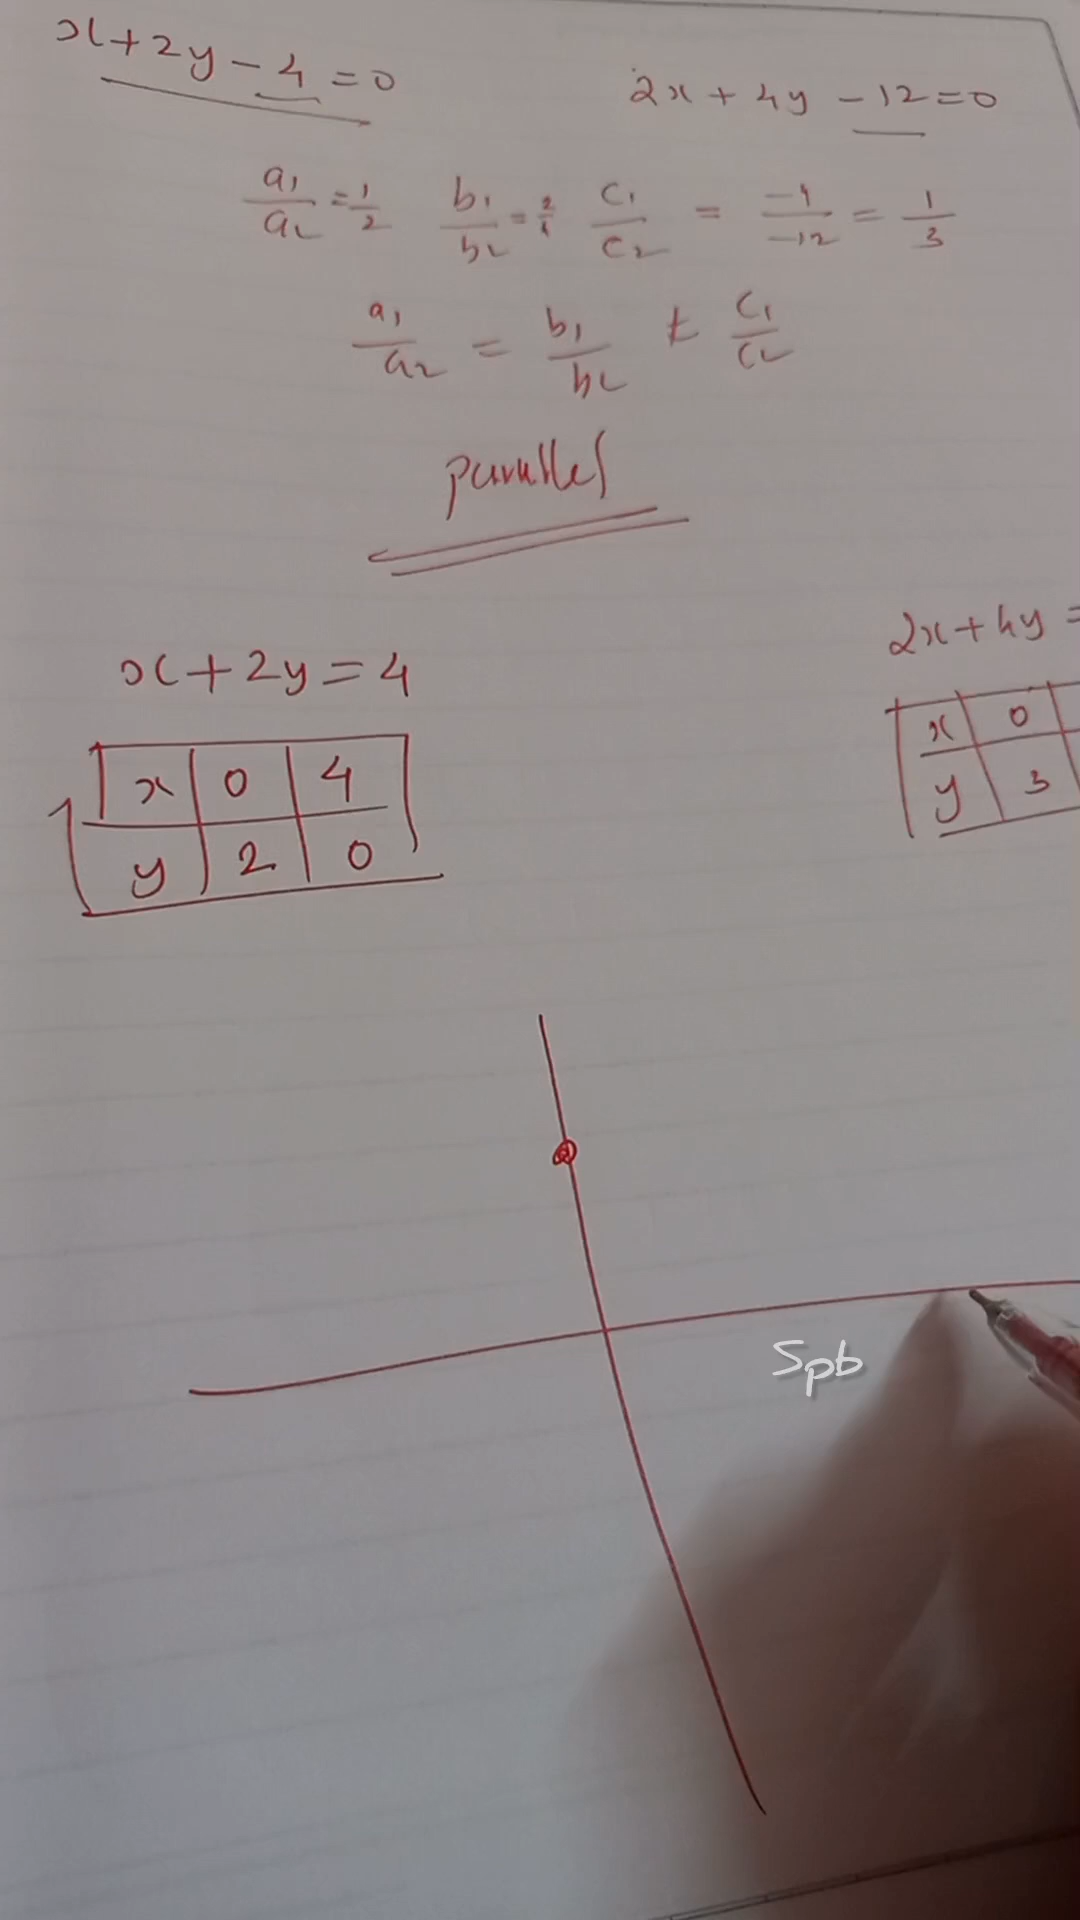 x+2y-4=0
2x+4y-12=0
a1/a2=1/2 b1/b2=2/4 c1/c2 = -4/-12 = 1/3
a1/a2 = b1/b2 ≠ c1/c2
parallel
x+2y=4
x 0 4
y 2 0
2x+4y=
x 0
y 3
Spb